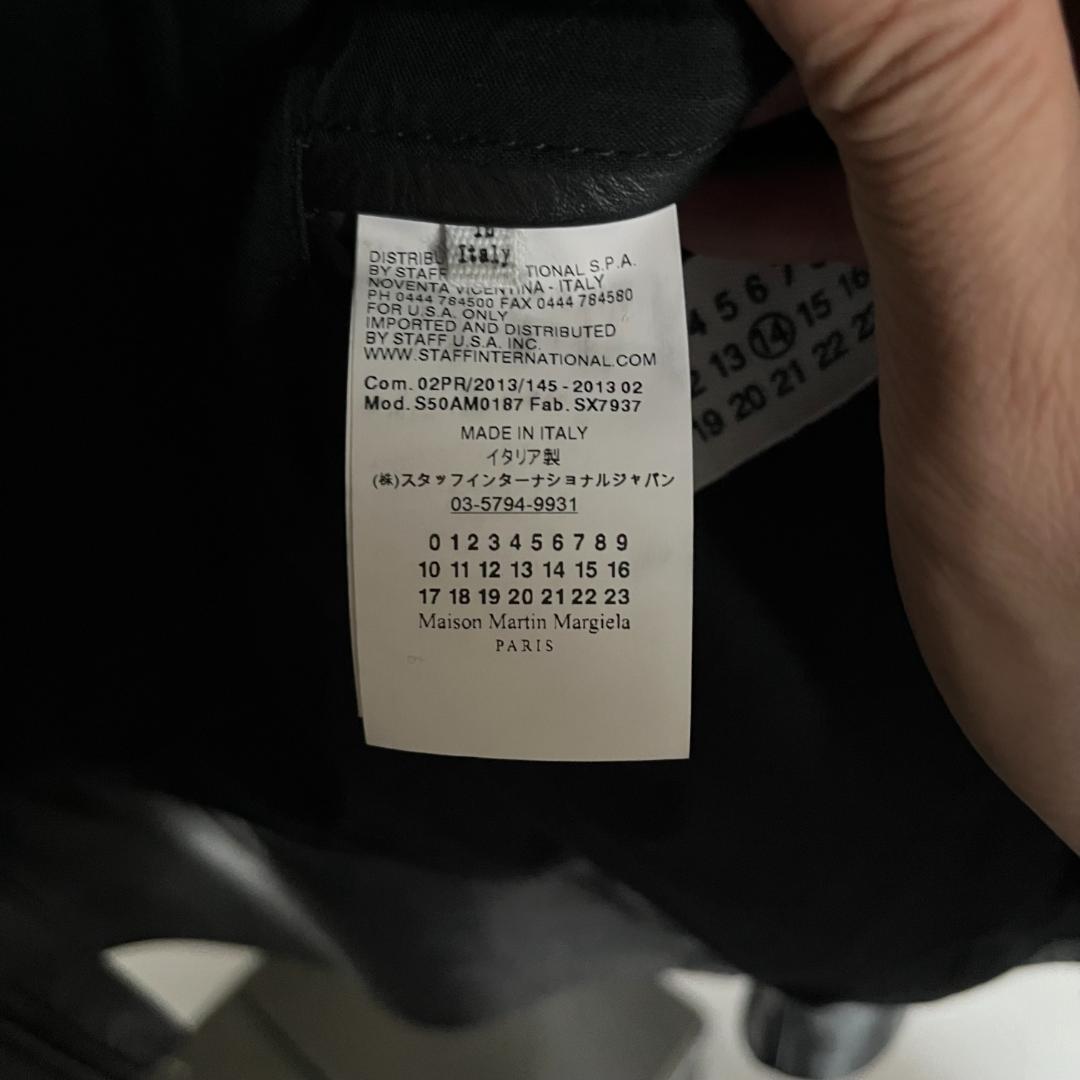 Italy
DISTRIBU TIONAL S.P.A.
BY STAFF
NOVENTA VICENTINA - ITALY
PH 0444 784500 FAX 0444 784580
FOR U.S.A. ONLY
IMPORTED AND DISTRIBUTED
BY STAFF U.S.A. INC.
WWW.STAFFINTERNATIONAL.COM
Com. 02PR/2013/145 - 2013 02
Mod. S50AM0187 Fab. SX7937
MADE IN ITALY
イタリア製
(株)スタッフインターナショナルジャパン
03-5794-9931
0 1 2 3 4 5 6 7 8 9
10 11 12 13 14 15 16
17 18 19 20 21 22 23
Maison Martin Margiela
PARIS
4 5 6 7
13 14 15 16
19 20 21 22